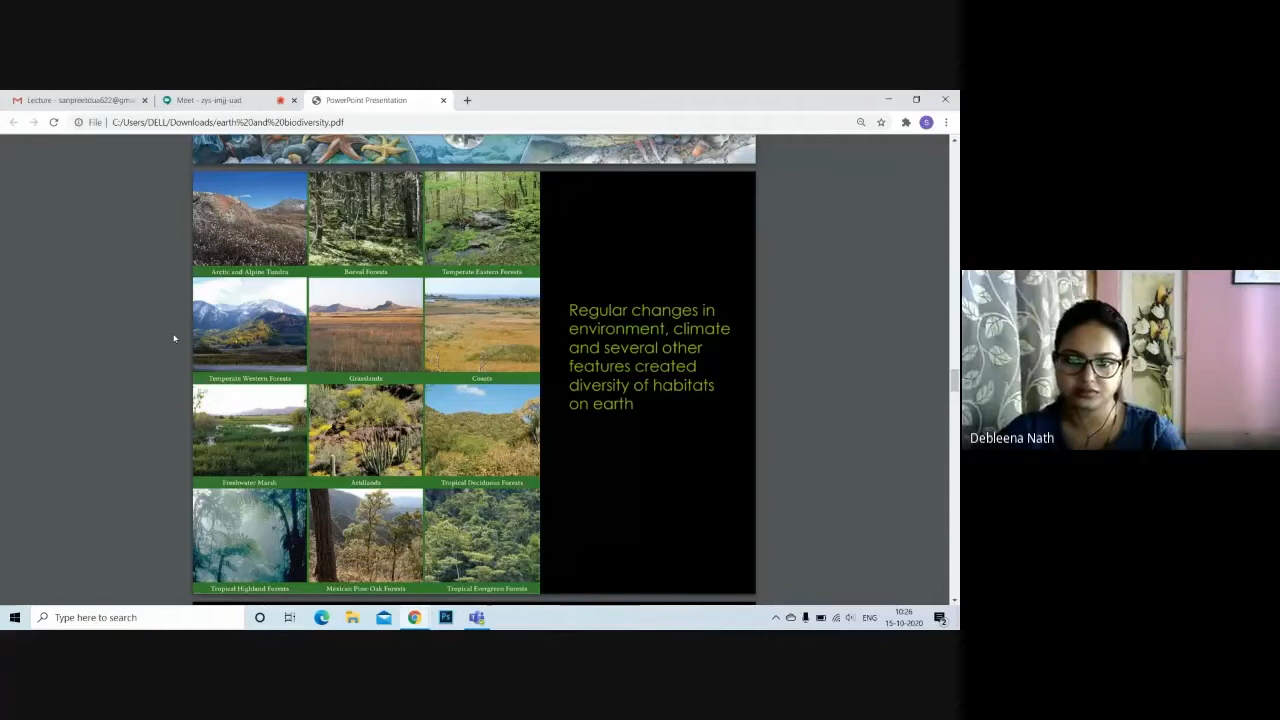 Lecture - sanpreetdua622@gma
Meet - zys-imjj-uad
PowerPoint Presentation
File
C:/Users/DELL/Downloads/earth%20and%20biodiversity.pdf
S
Arctic and Alpine Tundra
Boreal Forests
Temperate Eastern Forests
Temperate Western Forests
Grasslands
Coasts
Freshwater Marsh
Aridlands
Tropical Deciduous Forests
Tropical Highland Forests
Mexican Pine-Oak Forests
Tropical Evergreen Forests
Regular changes in
environment, climate
and several other
features created
diversity of habitats
on earth
Debleena Nath
Type here to search
Ps
ENG
10:26
15-10-2020
2